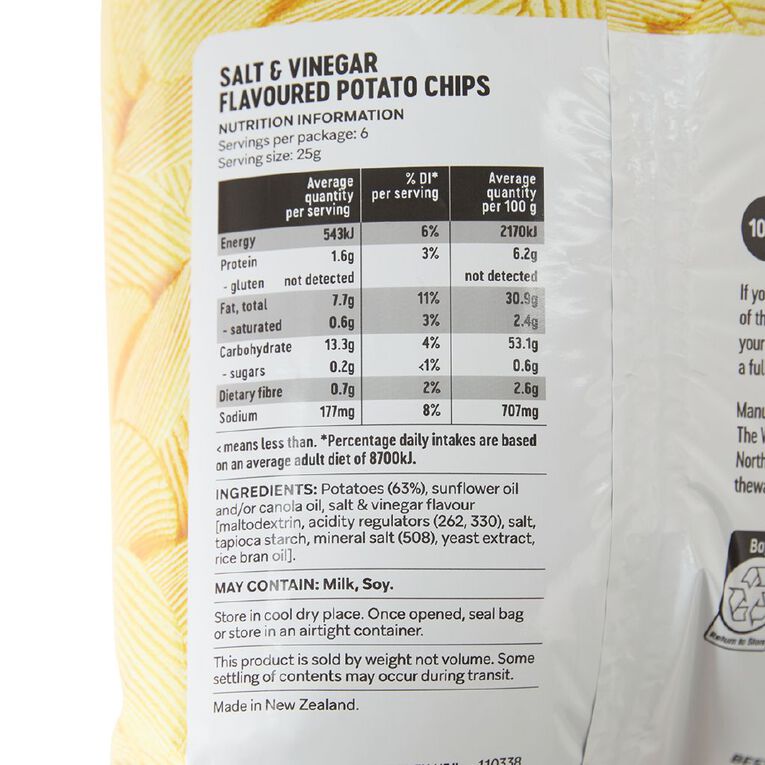 SALT & VINEGAR
FLAVOURED POTATO CHIPS
NUTRITION INFORMATION
Servings per package: 6
Serving size: 25g
Average quantity per serving % DI* per serving Average quantity per 100 g
Energy 543kJ 6% 2170kJ
Protein 1.6g 3% 6.2g
- gluten not detected not detected
Fat, total 7.7g 11% 30.9g
- saturated 0.6g 3% 2.4g
Carbohydrate 13.3g 4% 53.1g
- sugars 0.2g <1% 0.6g
Dietary fibre 0.7g 2% 2.6g
Sodium 177mg 8% 707mg
< means less than. *Percentage daily intakes are based
on an average adult diet of 8700kJ.
INGREDIENTS: Potatoes (63%), sunflower oil
and/or canola oil, salt & vinegar flavour
[maltodextrin, acidity regulators (262, 330), salt,
tapioca starch, mineral salt (508), yeast extract,
rice bran oil].
MAY CONTAIN: Milk, Soy.
Store in cool dry place. Once opened, seal bag
or store in an airtight container.
This product is sold by weight not volume. Some
settling of contents may occur during transit.
Made in New Zealand.
110338
10
If yo
of th
your
a ful
Manu
The W
North
thewa
Return to Store